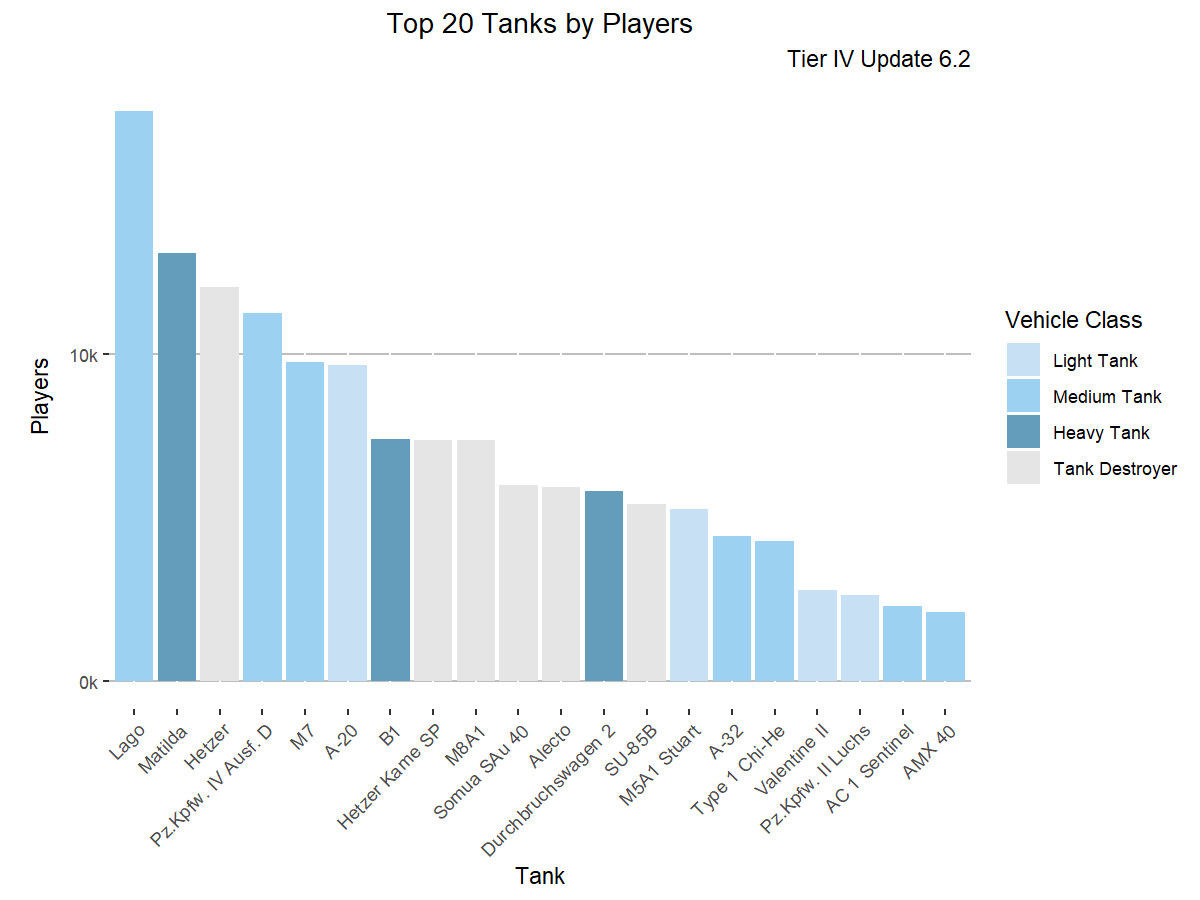 Top 20 Tanks by Players
Tier IV Update 6.2
Players
10k
0k
Lago
Matilda
Hetzer
Pz.Kpfw. IV Ausf. D
M7
A-20
B1
Hetzer Kame SP
M8A1
Somua SAu 40
Alecto
Durchbruchswagen 2
SU-85B
M5A1 Stuart
A-32
Type 1 Chi-He
Valentine II
Pz.Kpfw. II Luchs
AC 1 Sentinel
AMX 40
Tank
Vehicle Class
Light Tank
Medium Tank
Heavy Tank
Tank Destroyer